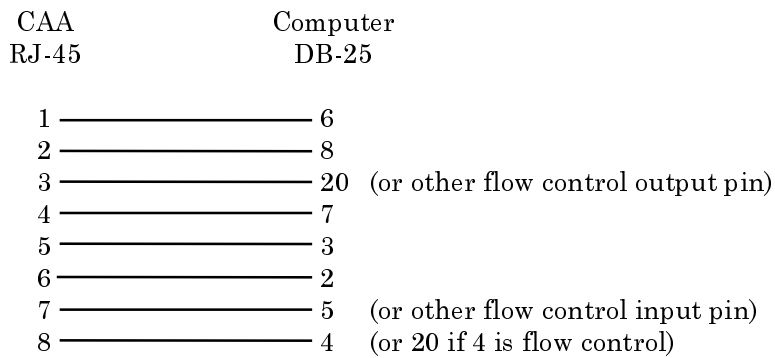 CAA Computer
RJ-45 DB-25
1 6
2 8
3 20 (or other flow control output pin)
4 7
5 3
6 2
7 5 (or other flow control input pin)
8 4 (or 20 if 4 is flow control)